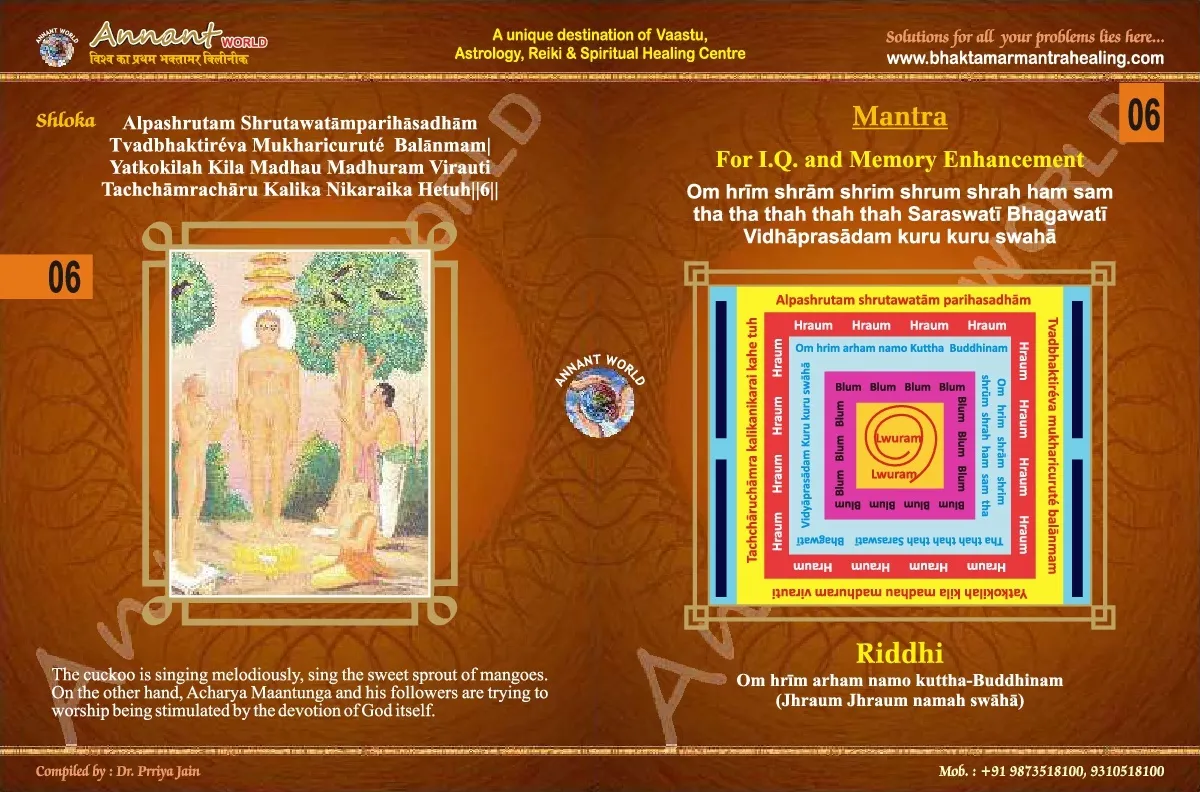 ANNANT WORLD
Annant WORLD
विश्व का प्रथम भक्तामर क्लिीनीक
A unique destination of Vaastu,
Astrology, Reiki & Spiritual Healing Centre
Solutions for all your problems lies here...
www.bhaktamarmantrahealing.com
Shloka
Alpashrutam Shrutawatāmparihāsadhām
Tvadbhaktiréva Mukharicuruté Balānmam|
Yatkokilah Kila Madhau Madhuram Virauti
Tachchāmrachāru Kalika Nikaraika Hetuh||6||
06
The cuckoo is singing melodiously, sing the sweet sprout of mangoes.
On the other hand, Acharya Maantunga and his followers are trying to
worship being stimulated by the devotion of God itself.
ANNANT WORLD
06
Mantra
For I.Q. and Memory Enhancement
Om hrīm shrām shrim shrum shrah ham sam
tha tha thah thah thah Saraswatī Bhagawatī
Vidhāprasādam kuru kuru swahā
Alpashrutam shrutawatām parihasadhām
Tvadbhaktiréva mukharicuruté balānmam
Yatkokilah kila madhau madhuram virauti
Tachchāruchāmra kalikanikarai kahe tuh
Hraum Hraum Hraum Hraum
Hraum Hraum Hraum Hraum
Hraum Hraum Hraum Hraum
Hraum Hraum Hraum Hraum
Om hrim arham namo Kuttha Buddhinam
Om hrim shrām shrim
shrūm shrah ham sam tha
Tha thah thah thah Saraswatī Bhagwatī
Vidyāprasādam Kuru kuru swāhā
Blum Blum Blum Blum
Blum Blum Blum
Blum Blum Blum Blum
Blum Blum Blum
Lwuram
Lwuram
Riddhi
Om hrīm arham namo kuttha-Buddhinam
(Jhraum Jhraum namah swāhā)
Compiled by : Dr. Prriya Jain
Mob. : +91 9873518100, 9310518100